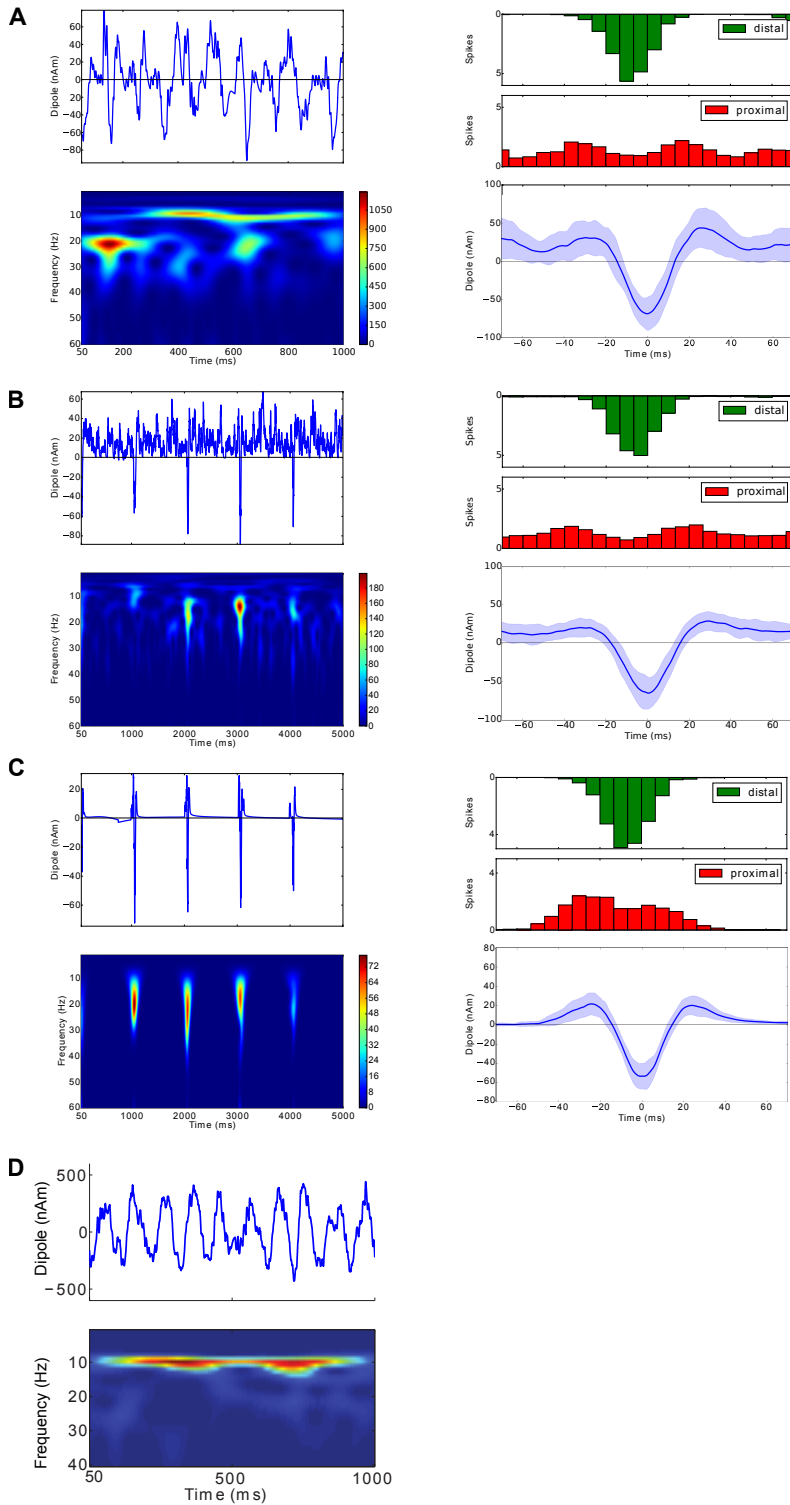 A
60
40
20
0
−20
−40
−60
−80
Dipole (nAm)
10
20
30
40
50
60
Frequency (Hz)
50 200 400 600 800 1000
Time (ms)
1050
900
750
600
450
300
150
0
0
5
Spikes
distal
5
0
Spikes
proximal
100
50
0
−50
−100
Dipole (nAm)
−60 −40 −20 0 20 40 60
Time (ms)
B
60
40
20
0
−20
−40
−60
−80
Dipole (nAm)
10
20
30
40
50
60
Frequency (Hz)
50 1000 2000 3000 4000 5000
Time (ms)
180
160
140
120
100
80
60
40
20
0
0
5
Spikes
distal
5
0
Spikes
proximal
100
50
0
−50
−100
Dipole (nAm)
−60 −40 −20 0 20 40 60
Time (ms)
C
20
0
−20
−40
−60
Dipole (nAm)
10
20
30
40
50
60
Frequency (Hz)
50 1000 2000 3000 4000 5000
Time (ms)
72
64
56
48
40
32
24
16
8
0
0
5
Spikes
distal
4
0
Spikes
proximal
80
60
40
20
0
−20
−40
−60
−80
Dipole (nAm)
−60 −40 −20 0 20 40 60
Time (ms)
D
500
0
−500
Dipole (nAm)
10
20
30
40
Frequency (Hz)
50 500 1000
Time (ms)